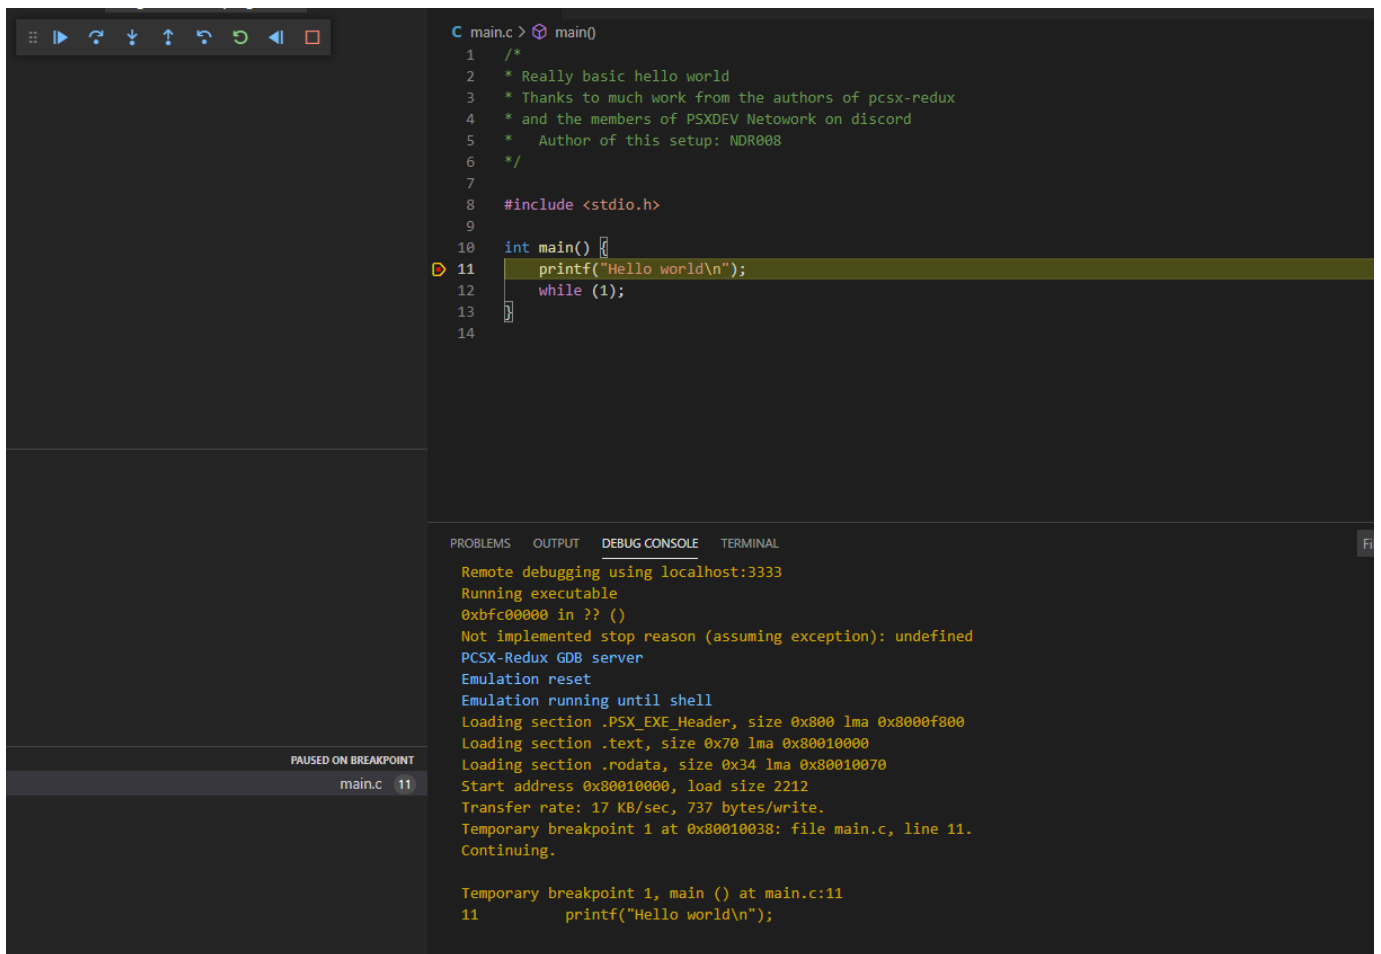 C main.c > main()
1 /*
2 * Really basic hello world
3 * Thanks to much work from the authors of pcsx-redux
4 * and the members of PSXDEV Netowork on discord
5 *   Author of this setup: NDR008
6 */
7
8 #include <stdio.h>
9
10 int main() {
11     printf("Hello world\n");
12     while (1);
13 }
14
PROBLEMS OUTPUT DEBUG CONSOLE TERMINAL
Remote debugging using localhost:3333
Running executable
0xbfc00000 in ?? ()
Not implemented stop reason (assuming exception): undefined
PCSX-Redux GDB server
Emulation reset
Emulation running until shell
Loading section .PSX_EXE_Header, size 0x800 lma 0x8000f800
Loading section .text, size 0x70 lma 0x80010000
Loading section .rodata, size 0x34 lma 0x80010070
Start address 0x80010000, load size 2212
Transfer rate: 17 KB/sec, 737 bytes/write.
Temporary breakpoint 1 at 0x80010038: file main.c, line 11.
Continuing.
Temporary breakpoint 1, main () at main.c:11
11          printf("Hello world\n");
PAUSED ON BREAKPOINT
main.c 11